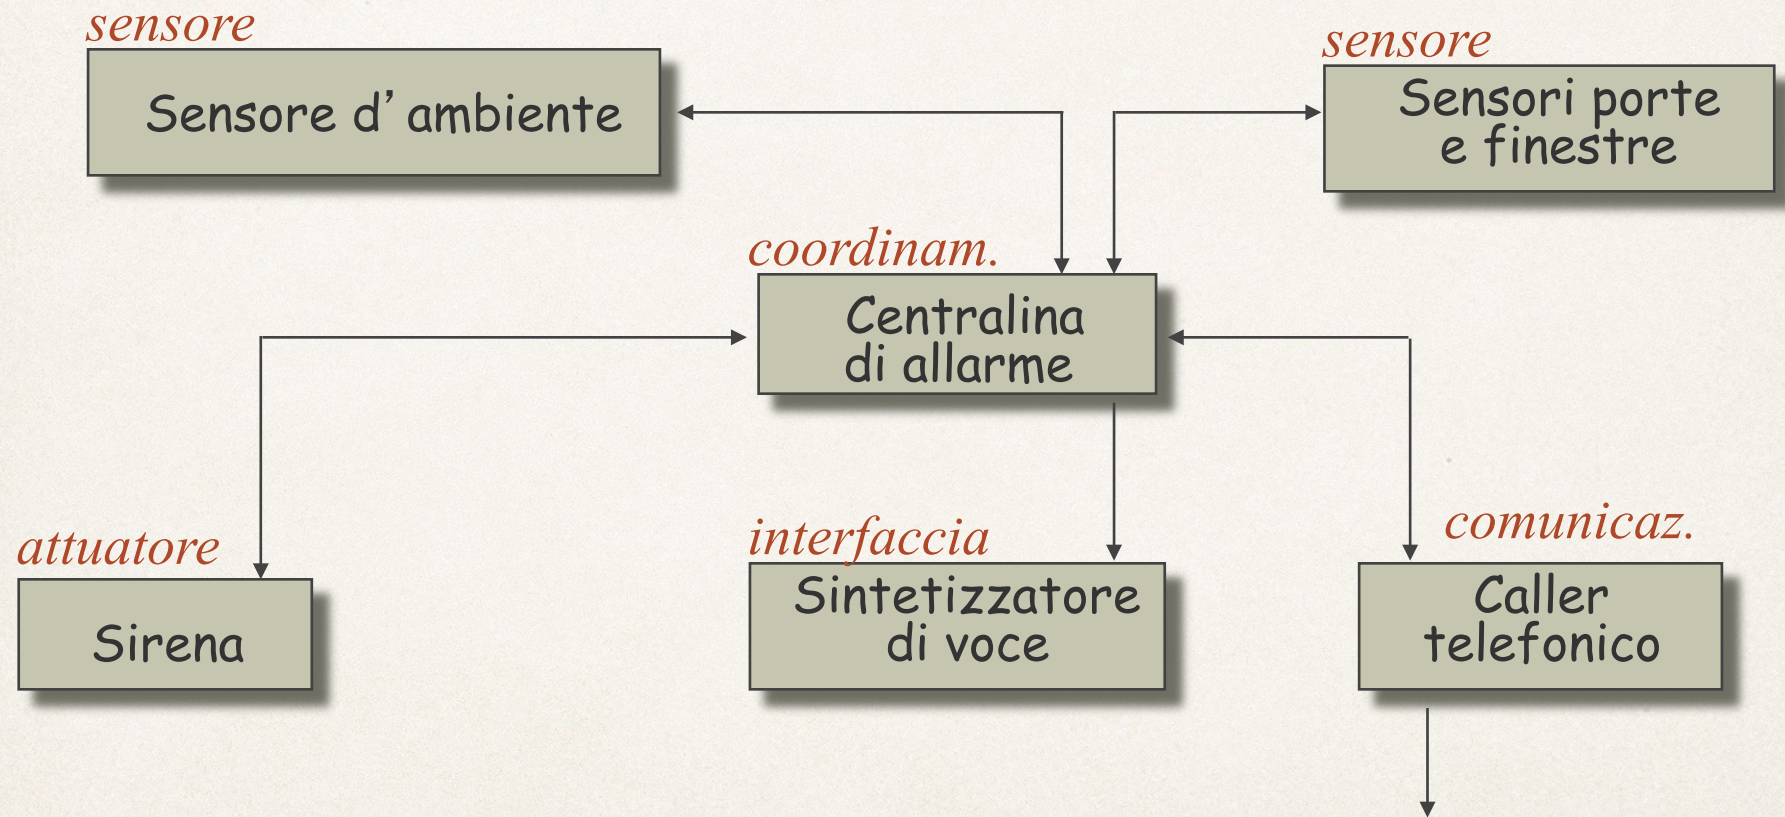 sensore
Sensore d’ambiente
sensore
Sensori porte
e finestre
coordinam.
Centralina
di allarme
attuatore
Sirena
interfaccia
Sintetizzatore
di voce
comunicaz.
Caller
telefonico